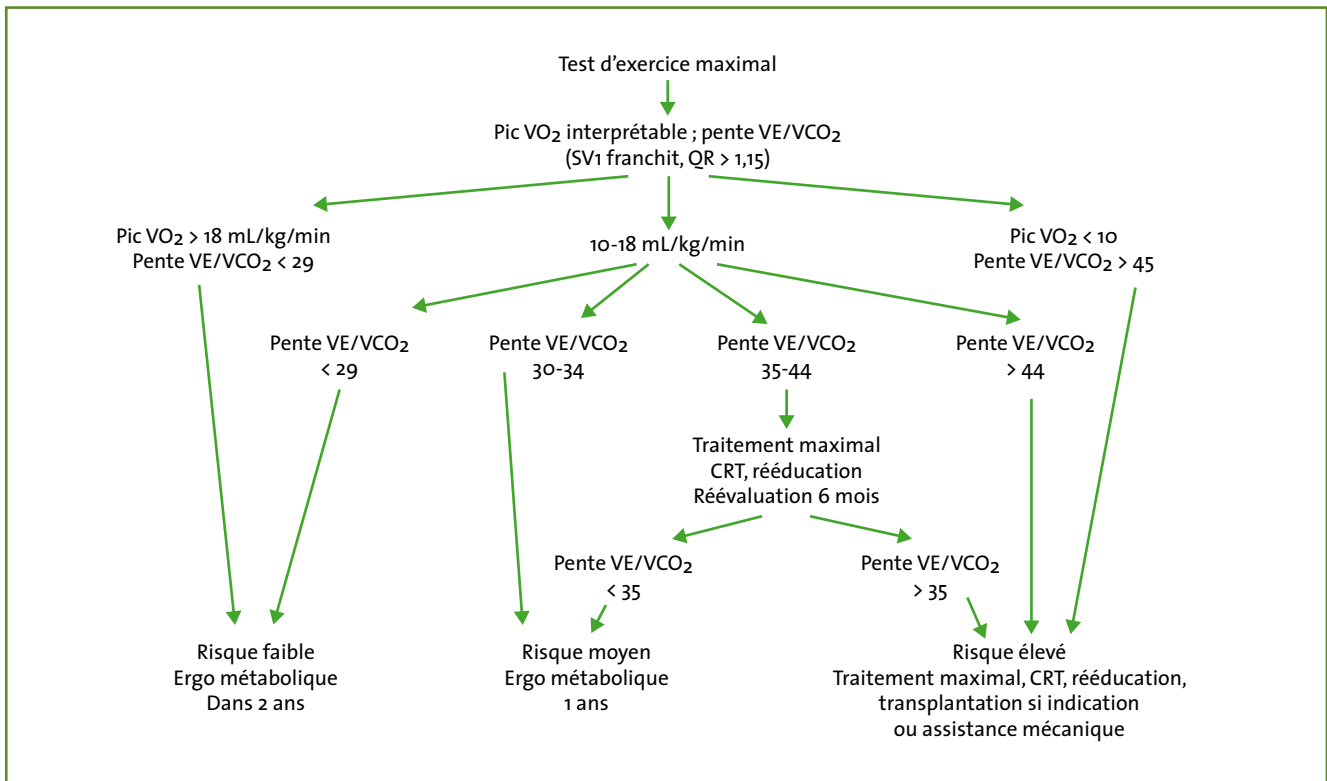 Test d'exercice maximal
Pic VO2 interprétable ; pente VE/VCO2
(SV1 franchit, QR > 1,15)
Pic VO2 > 18 mL/kg/min
Pente VE/VCO2 < 29
10-18 mL/kg/min
Pic VO2 < 10
Pente VE/VCO2 > 45
Pente VE/VCO2
< 29
Pente VE/VCO2
30-34
Pente VE/VCO2
35-44
Pente VE/VCO2
> 44
Traitement maximal
CRT, rééducation
Réévaluation 6 mois
Pente VE/VCO2
< 35
Pente VE/VCO2
> 35
Risque faible
Ergo métabolique
Dans 2 ans
Risque moyen
Ergo métabolique
1 ans
Risque élevé
Traitement maximal, CRT, rééducation,
transplantation si indication
ou assistance mécanique